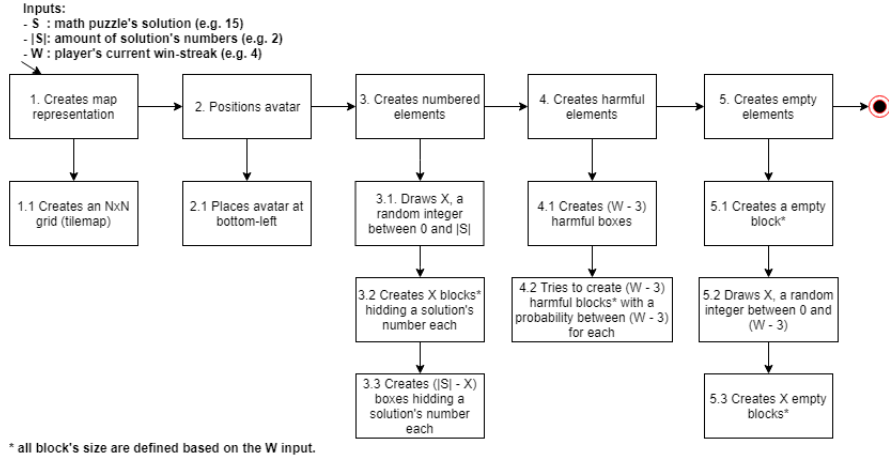 Inputs:
- S : math puzzle's solution (e.g. 15)
- |S|: amount of solution's numbers (e.g. 2)
- W : player's current win-streak (e.g. 4)
1. Creates map
representation
2. Positions avatar
3. Creates numbered
elements
4. Creates harmful
elements
5. Creates empty
elements
1.1 Creates an NxN
grid (tilemap)
2.1 Places avatar at
bottom-left
3.1. Draws X, a
random integer
between 0 and |S|
4.1 Creates (W - 3)
harmful boxes
5.1 Creates a empty
block*
3.2 Creates X blocks*
hidding a solution's
number each
4.2 Tries to create (W - 3)
harmful blocks* with a
probability between (W - 3)
for each
5.2 Draws X, a random
integer between 0 and
(W - 3)
3.3 Creates (|S| - X)
boxes hidding a
solution's number
each
5.3 Creates X empty
blocks*
* all block's size are defined based on the W input.